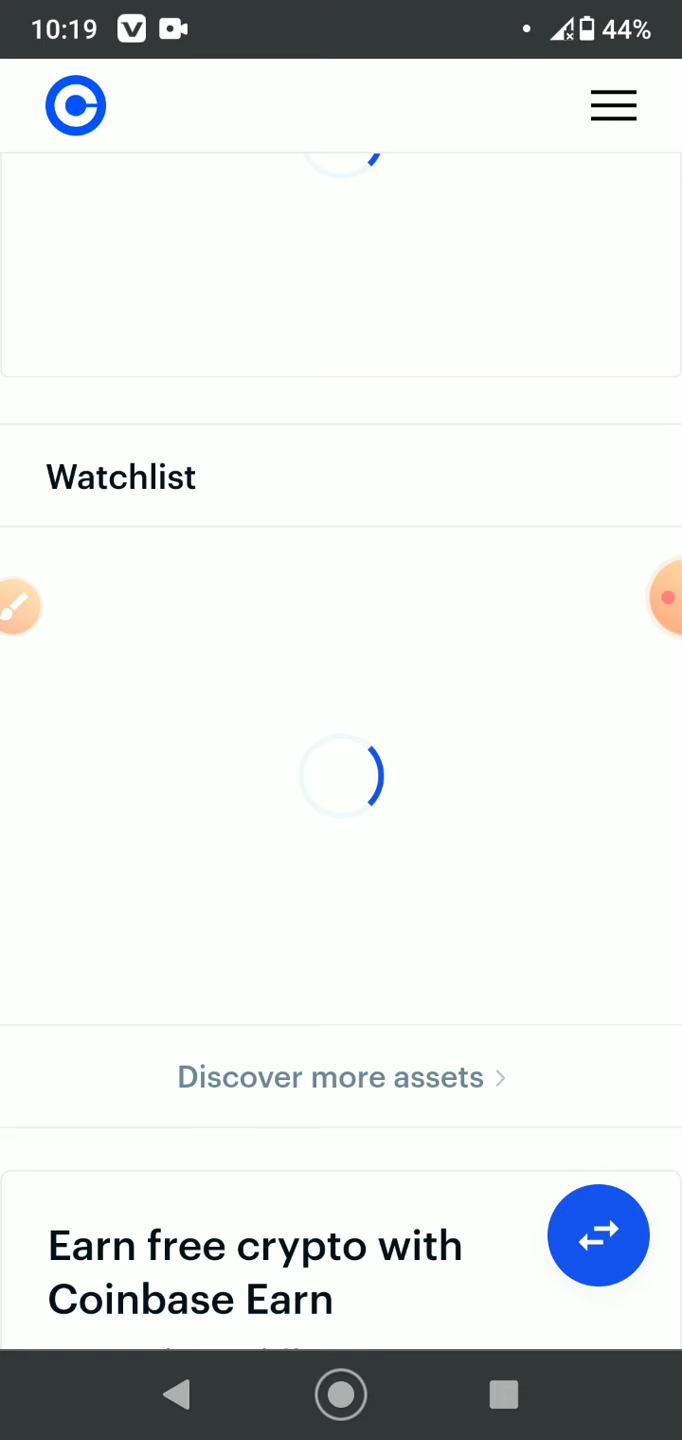 10:19
44%
Watchlist
Discover more assets
Earn free crypto with
Coinbase Earn